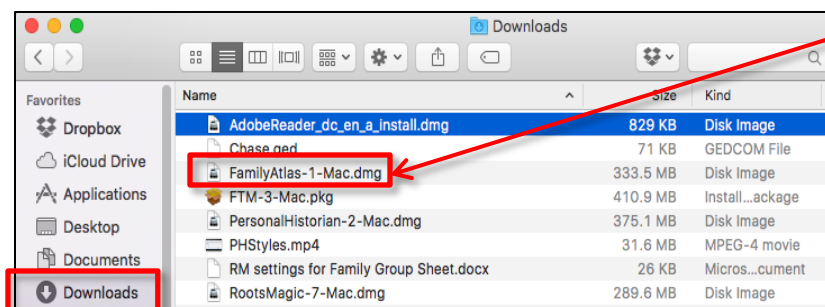 Downloads
Favorites
Name Size Kind
Dropbox
AdobeReader_dc_en_a_install.dmg 829 KB Disk Image
iCloud Drive
Chase.ged 71 KB GEDCOM File
FamilyAtlas-1-Mac.dmg 333.5 MB Disk Image
Applications
FTM-3-Mac.pkg 410.9 MB Install...ackage
Desktop
PersonalHistorian-2-Mac.dmg 375.1 MB Disk Image
PHStyles.mp4 31.6 MB MPEG-4 movie
Documents
RM settings for Family Group Sheet.docx 26 KB Micros...cument
Downloads
RootsMagic-7-Mac.dmg 289.6 MB Disk Image